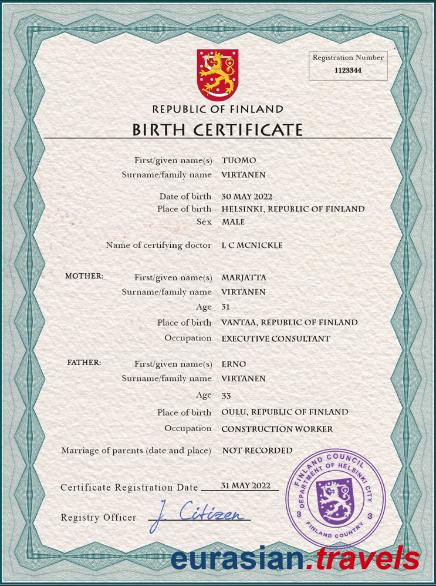 Registration Number
1123344
REPUBLIC OF FINLAND
BIRTH CERTIFICATE
First/given name(s) TUOMO
Surname/family name VIRTANEN
Date of birth 30 MAY 2022
Place of birth HELSINKI, REPUBLIC OF FINLAND
Sex MALE
Name of certifying doctor I. C MCNICKLE
MOTHER: First/given name(s) MARJATTA
Surname/family name VIRTANEN
Age 31
Place of birth VANTAA, REPUBLIC OF FINLAND
Occupation EXECUTIVE CONSULTANT
FATHER: First/given name(s) ERNO
Surname/family name VIRTANEN
Age 33
Place of birth OULU, REPUBLIC OF FINLAND
Occupation CONSTRUCTION WORKER
Marriage of parents (date and place) NOT RECORDED
Certificate Registration Date 31 MAY 2022
Registry Officer J Citizen
FINLAND COUNCIL
DEPARTMENT OF HELSINKI CITY
3 3
FINLAND COUNTRY
eurasian.travels